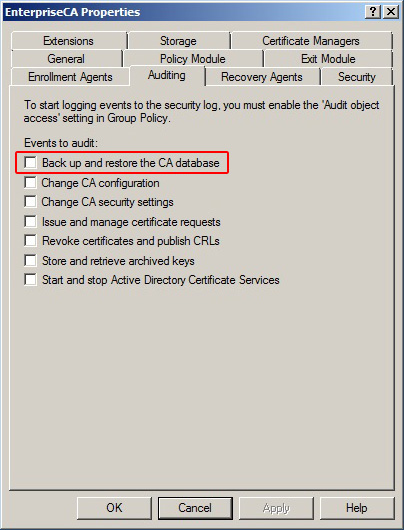 EnterpriseCA Properties
Extensions Storage Certificate Managers
General Policy Module Exit Module
Enrollment Agents Auditing Recovery Agents Security
To start logging events to the security log, you must enable the 'Audit object
access' setting in Group Policy.
Events to audit:
Back up and restore the CA database
Change CA configuration
Change CA security settings
Issue and manage certificate requests
Revoke certificates and publish CRLs
Store and retrieve archived keys
Start and stop Active Directory Certificate Services
OK Cancel Apply Help